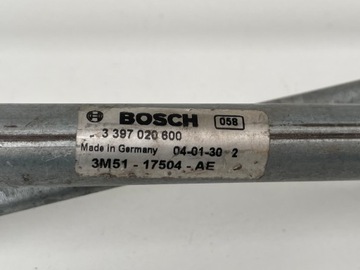 BOSCH 058
3 397 020 600
Made in Germany 04-01-30 2
3M51 - 17504 - AE